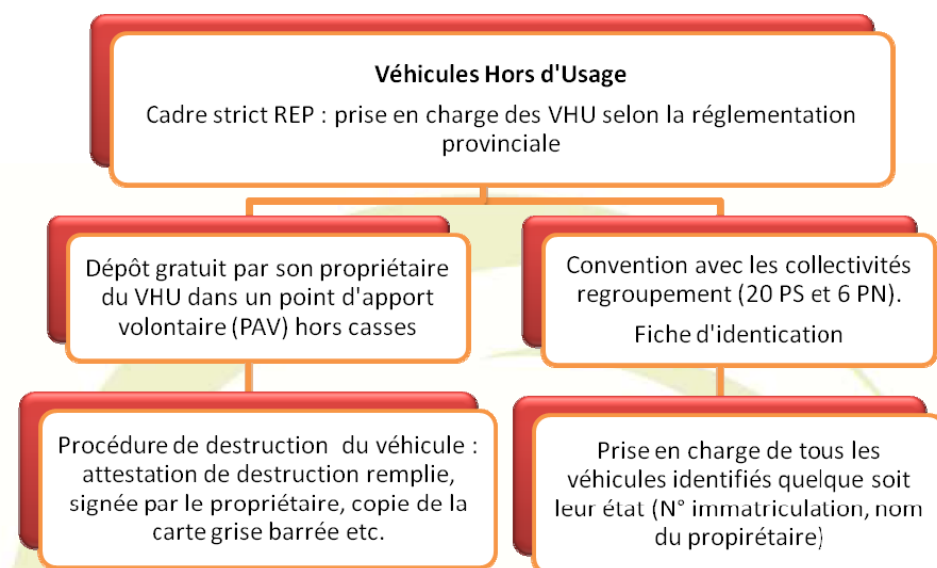 Véhicules Hors d'Usage
Cadre strict REP : prise en charge des VHU selon la réglementation
provinciale
Dépôt gratuit par son propriétaire
du VHU dans un point d'apport
volontaire (PAV) hors casses
Convention avec les collectivités
regroupement (20 PS et 6 PN).
Fiche d'identication
Procédure de destruction du véhicule :
attestation de destruction remplie,
signée par le propriétaire, copie de la
carte grise barrée etc.
Prise en charge de tous les
véhicules identifiés quelque soit
leur état (N° immatriculation, nom
du propirétaire)